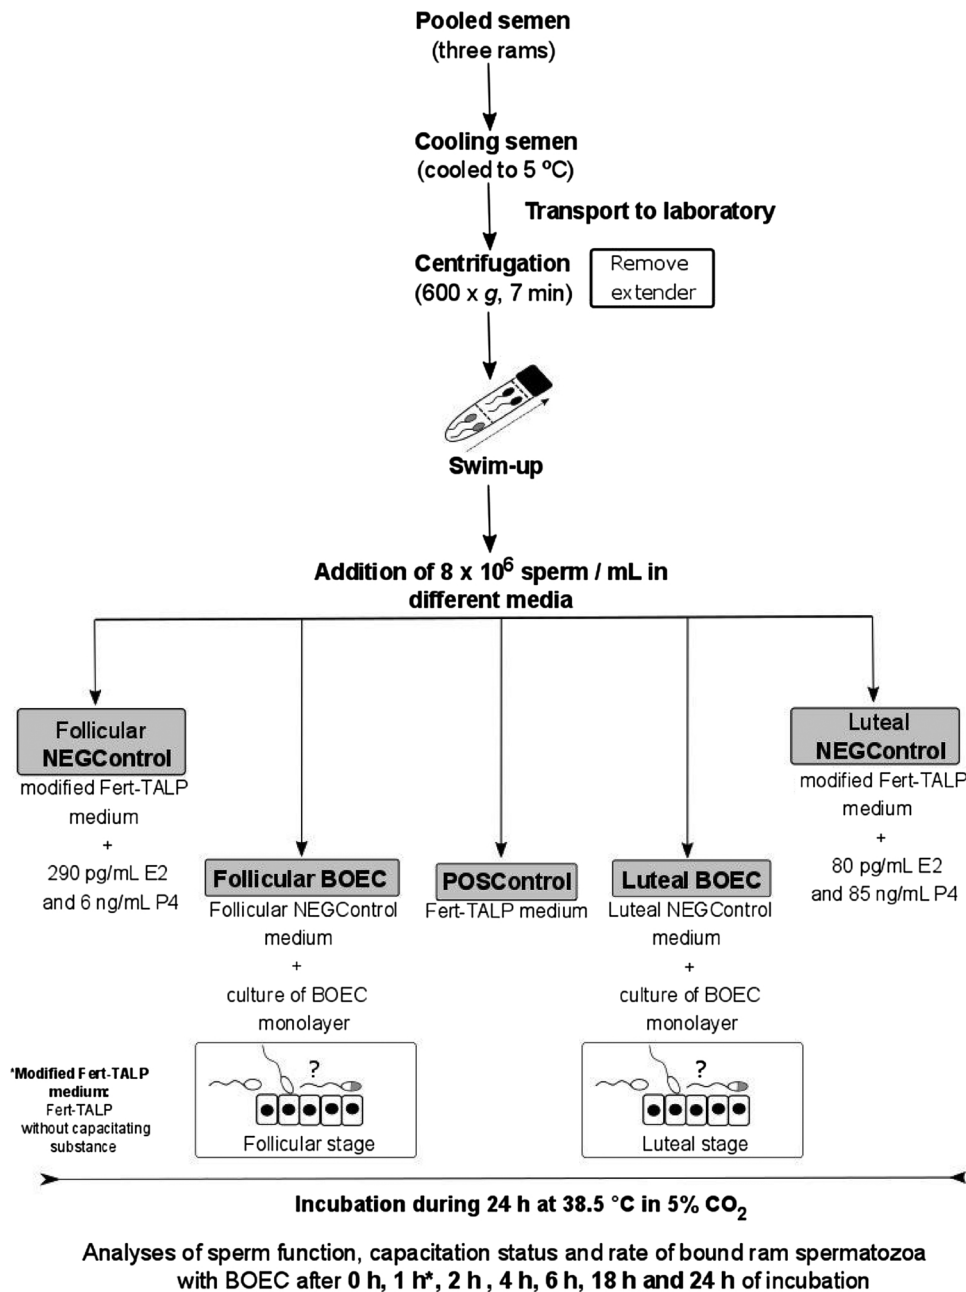 Pooled semen
(three rams)
Cooling semen
(cooled to 5 ºC)
Transport to laboratory
Centrifugation
(600 x g, 7 min)
Remove
extender
Swim-up
Addition of 8 x 10⁶ sperm / mL in
different media
Follicular
NEGControl
modified Fert-TALP
medium
+
290 pg/mL E2
and 6 ng/mL P4
Follicular BOEC
Follicular NEGControl
medium
+
culture of BOEC
monolayer
?
Follicular stage
POSControl
Fert-TALP medium
Luteal BOEC
Luteal NEGControl
medium
+
culture of BOEC
monolayer
?
Luteal stage
Luteal
NEGControl
modified Fert-TALP
medium
+
80 pg/mL E2
and 85 ng/mL P4
*Modified Fert-TALP
medium:
Fert-TALP
without capacitating
substance
Incubation during 24 h at 38.5 °C in 5% CO₂
Analyses of sperm function, capacitation status and rate of bound ram spermatozoa
with BOEC after 0 h, 1 h*, 2 h , 4 h, 6 h, 18 h and 24 h of incubation